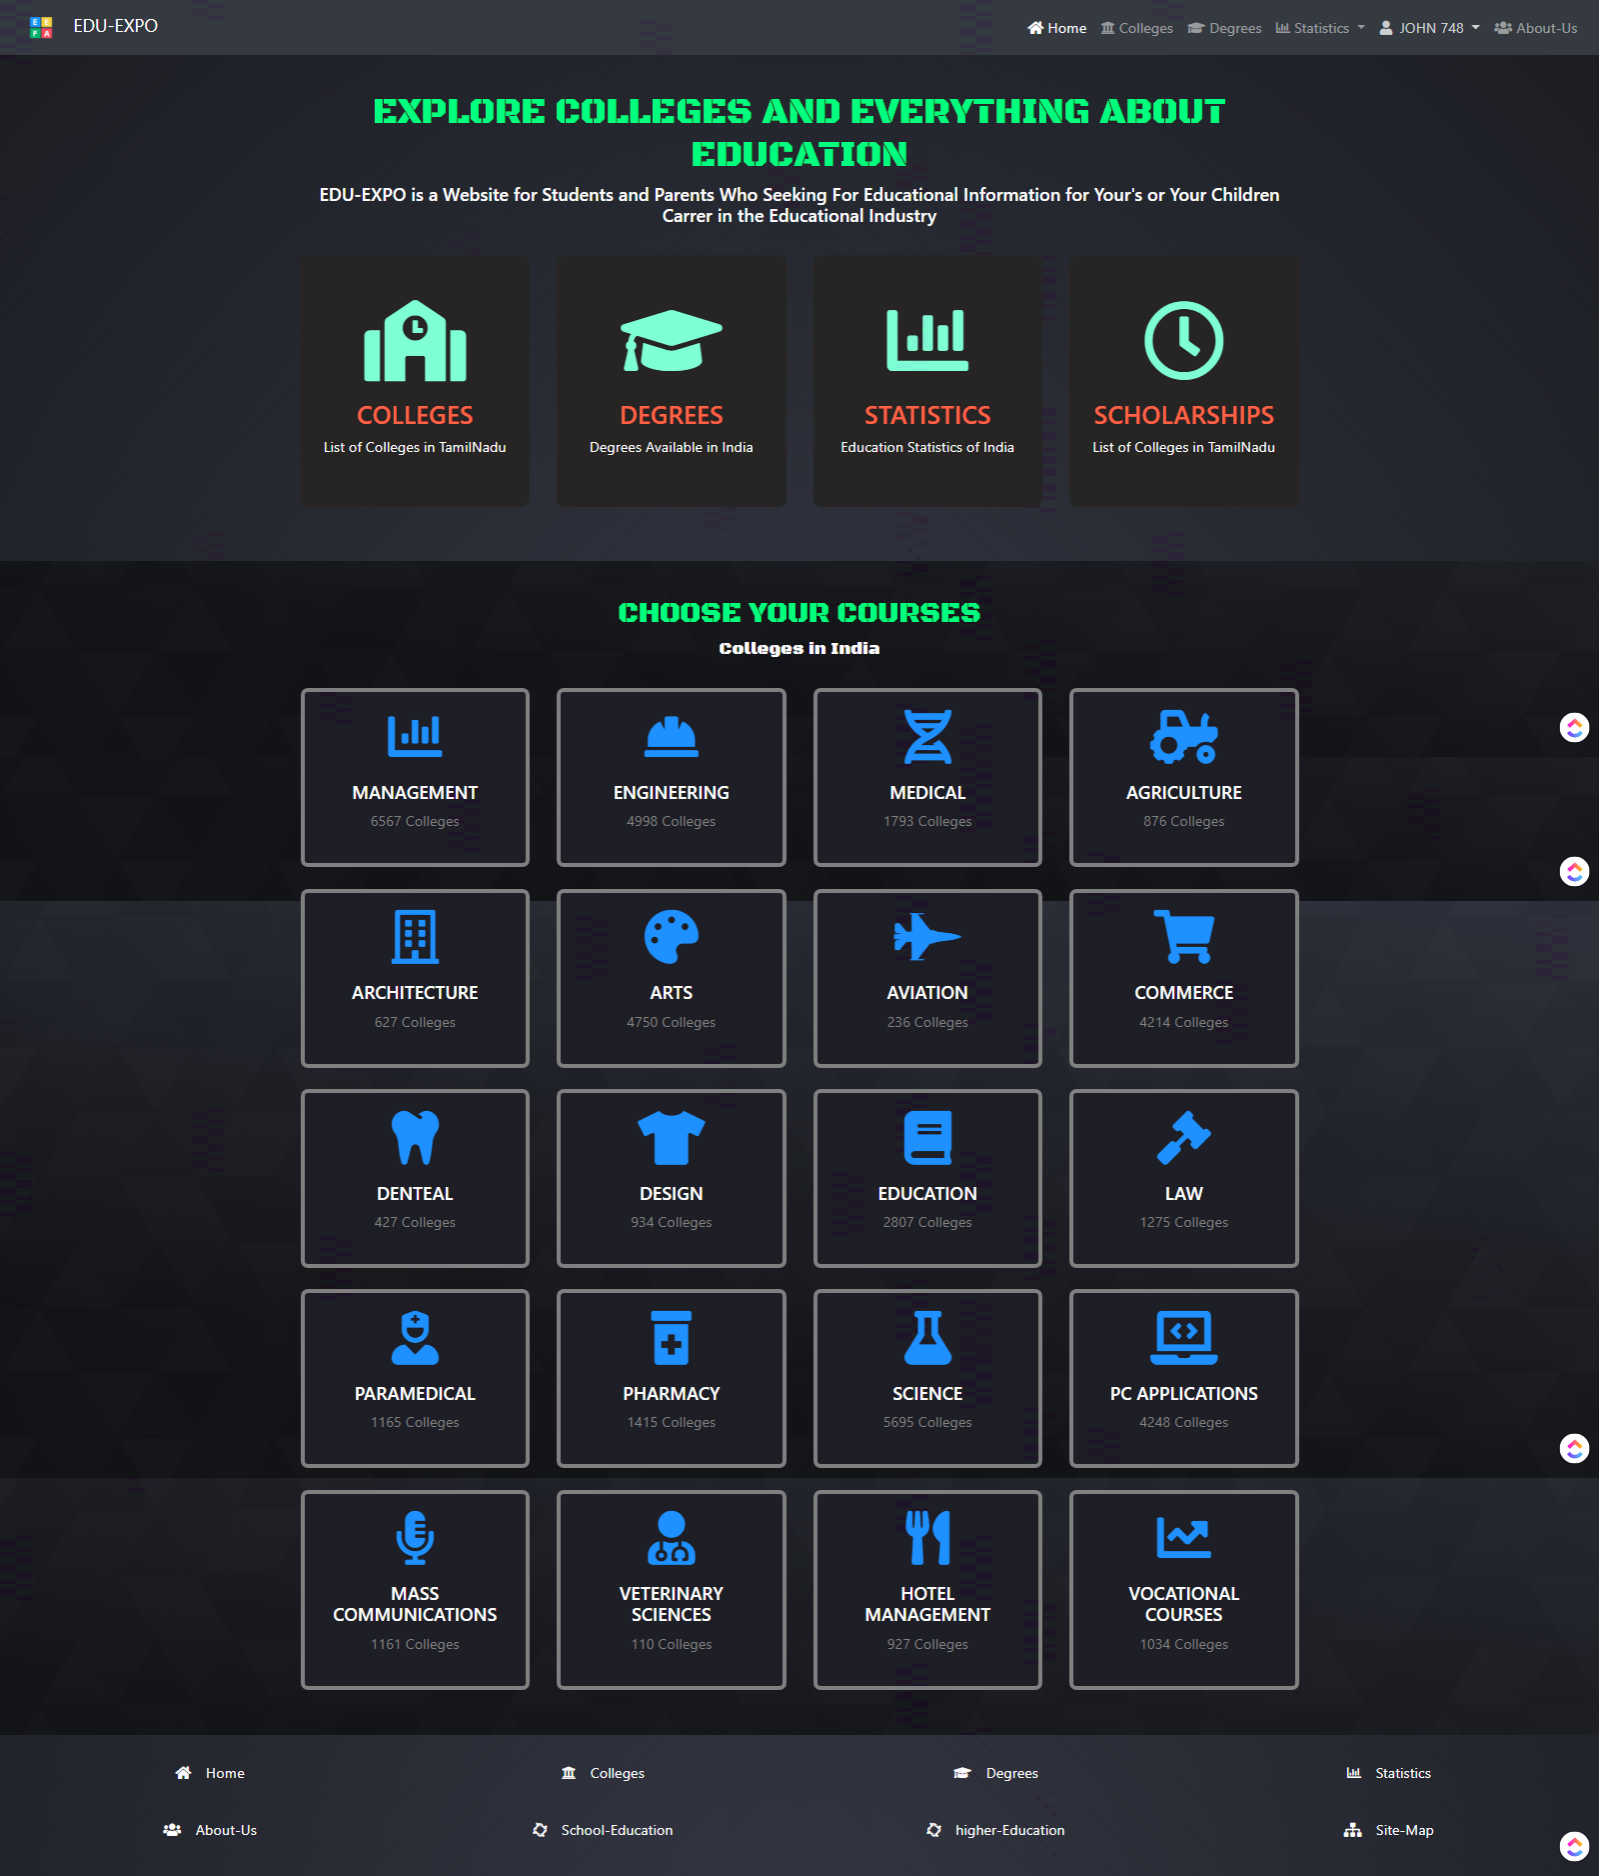 E E F A
EDU-EXPO
Home Colleges Degrees Statistics JOHN 748 About-Us
EXPLORE COLLEGES AND EVERYTHING ABOUT
EDUCATION
EDU-EXPO is a Website for Students and Parents Who Seeking For Educational Information for Your's or Your Children
Carrer in the Educational Industry
COLLEGES
List of Colleges in TamilNadu
DEGREES
Degrees Available in India
STATISTICS
Education Statistics of India
SCHOLARSHIPS
List of Colleges in TamilNadu
CHOOSE YOUR COURSES
Colleges in India
MANAGEMENT
6567 Colleges
ENGINEERING
4998 Colleges
MEDICAL
1793 Colleges
AGRICULTURE
876 Colleges
ARCHITECTURE
627 Colleges
ARTS
4750 Colleges
AVIATION
236 Colleges
COMMERCE
4214 Colleges
DENTEAL
427 Colleges
DESIGN
934 Colleges
EDUCATION
2807 Colleges
LAW
1275 Colleges
PARAMEDICAL
1165 Colleges
PHARMACY
1415 Colleges
SCIENCE
5695 Colleges
PC APPLICATIONS
4248 Colleges
MASS
COMMUNICATIONS
1161 Colleges
VETERINARY
SCIENCES
110 Colleges
HOTEL
MANAGEMENT
927 Colleges
VOCATIONAL
COURSES
1034 Colleges
Home Colleges Degrees Statistics
About-Us School-Education higher-Education Site-Map